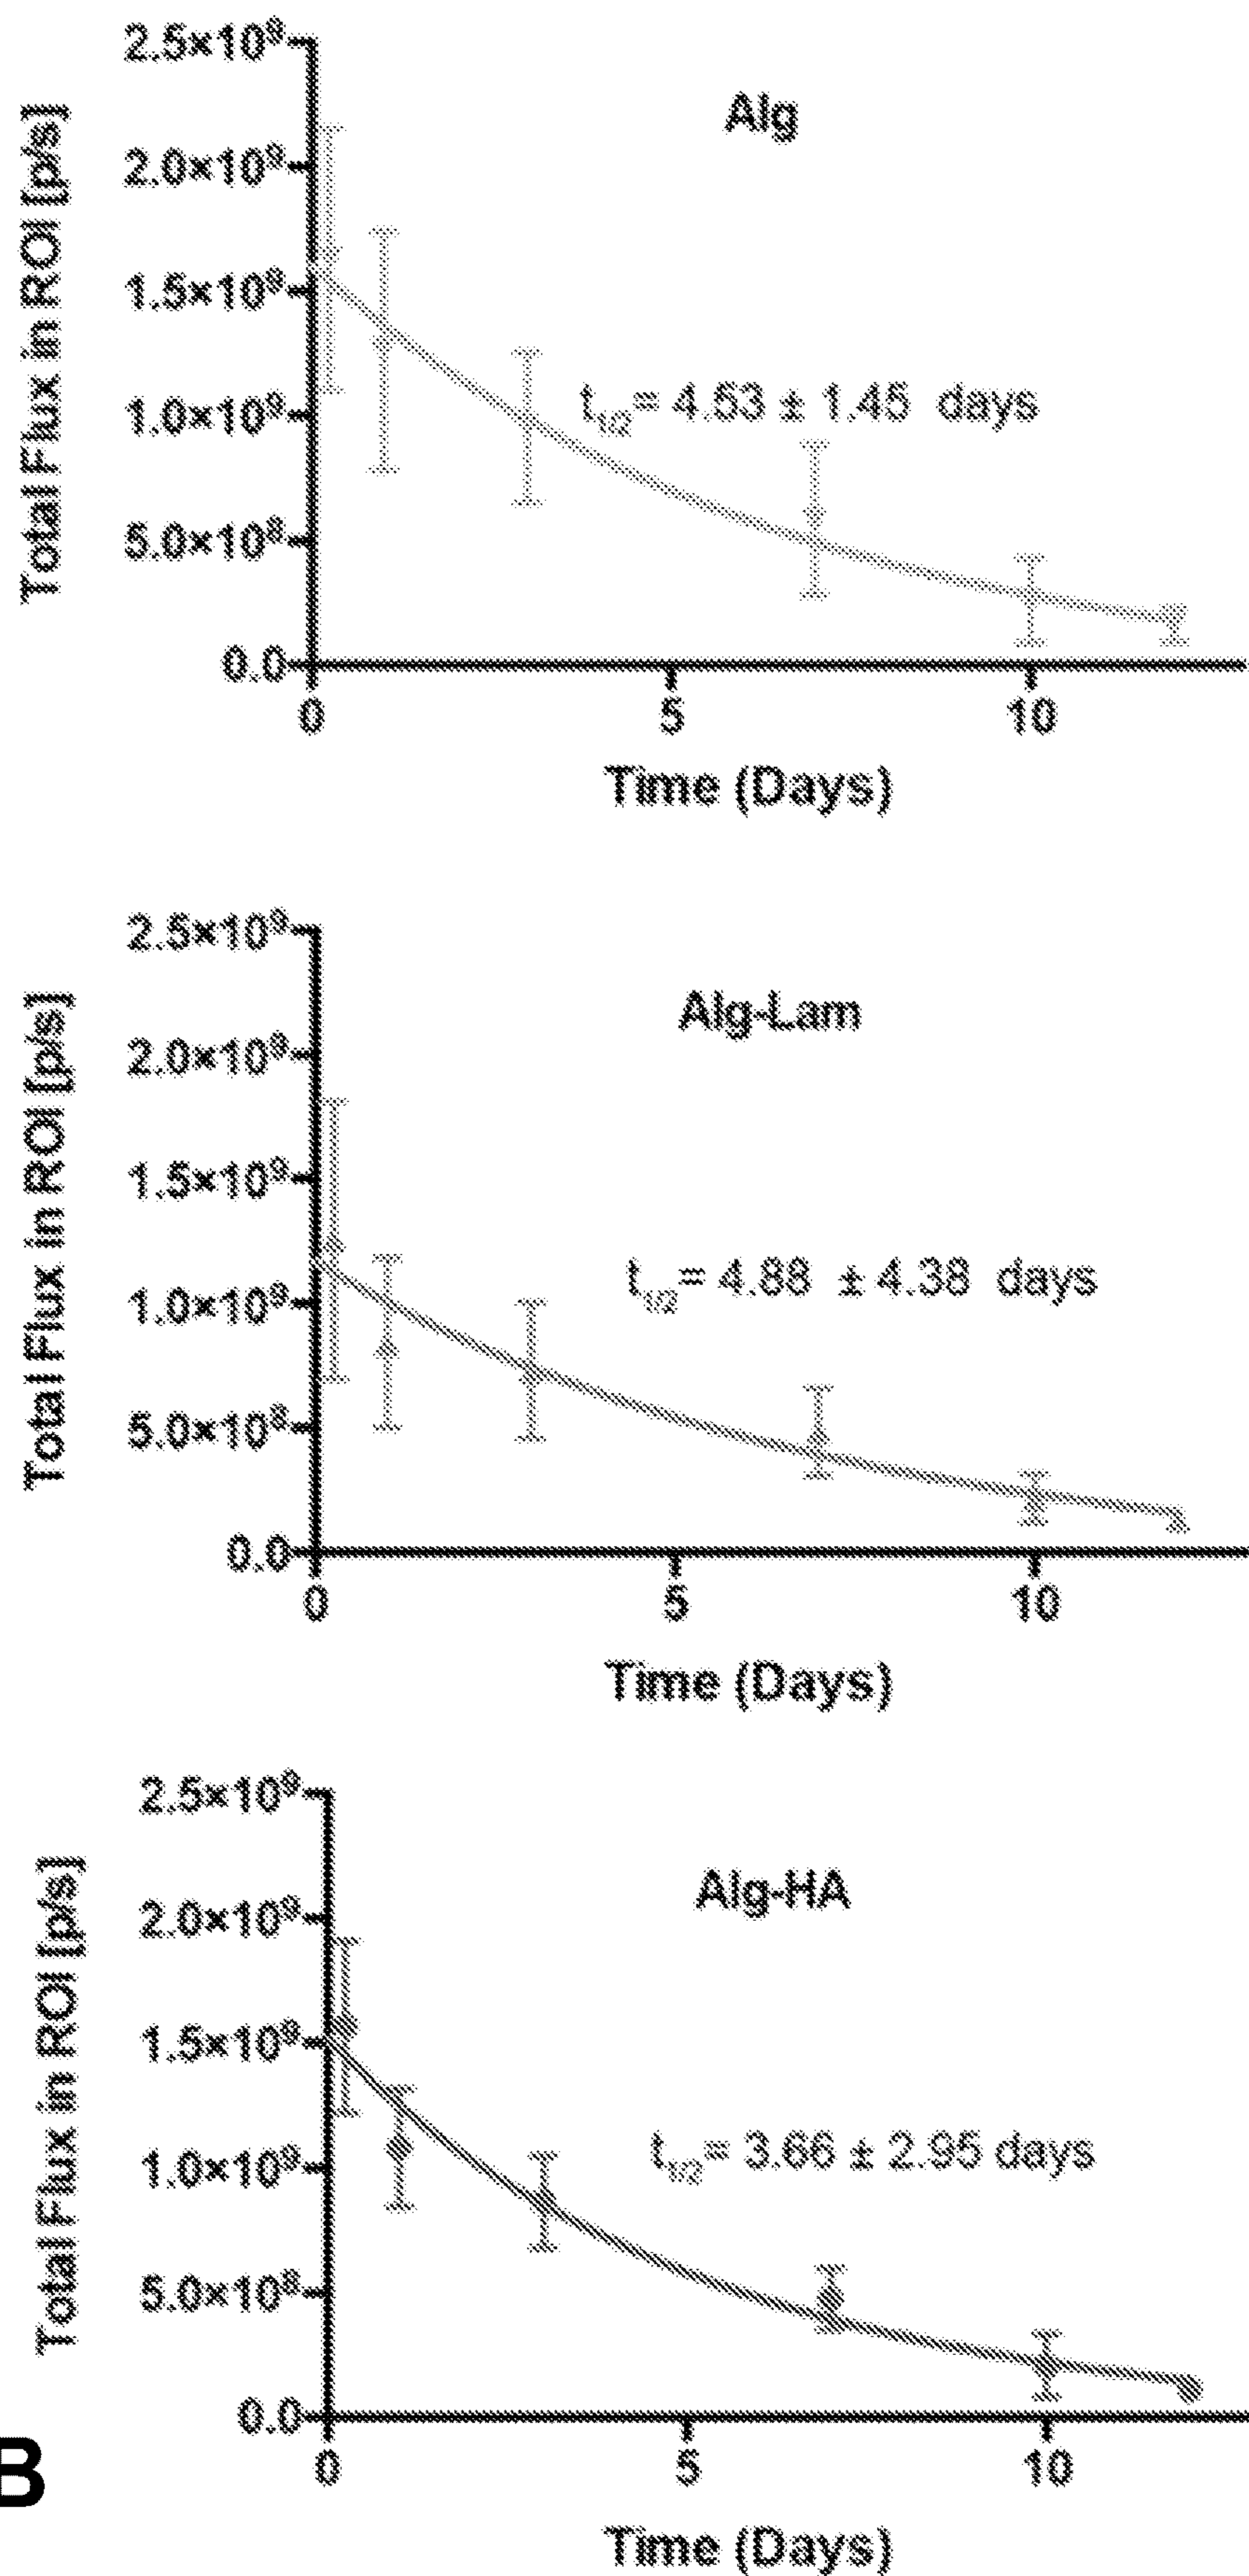 2.5×10⁹
2.0×10⁹
1.5×10⁹
1.0×10⁹
5.0×10⁸
0.0
Total Flux in ROI [p/s]
Alg
t1/2= 4.53 ± 1.45 days
0 5 10
Time (Days)
2.5×10⁹
2.0×10⁹
1.5×10⁹
1.0×10⁹
5.0×10⁸
0.0
Total Flux in ROI [p/s]
Alg-Lam
t1/2= 4.88 ± 4.38 days
0 5 10
Time (Days)
2.5×10⁹
2.0×10⁹
1.5×10⁹
1.0×10⁹
5.0×10⁸
0.0
Total Flux in ROI [p/s]
Alg-HA
t1/2= 3.66 ± 2.95 days
0 5 10
Time (Days)
B